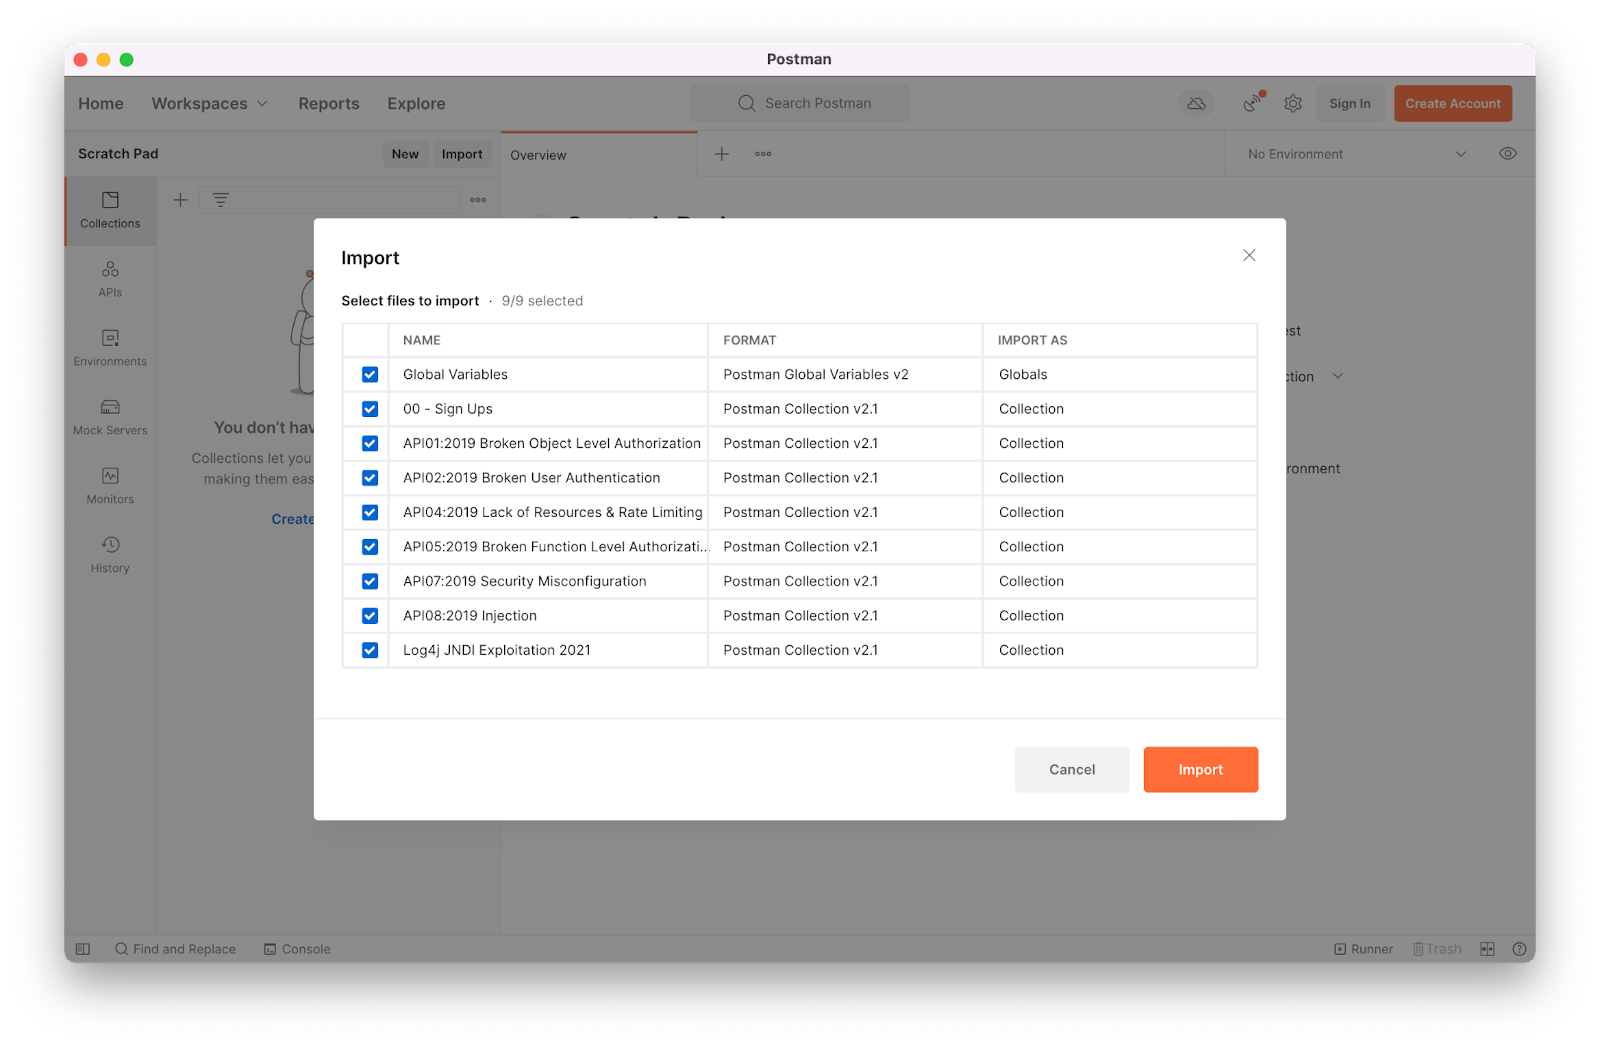 Postman
Home Workspaces Reports Explore Search Postman Sign In Create Account
Scratch Pad New Import Overview No Environment
Collections
APIs
Environments
Mock Servers
Monitors
History
You don't hav
Collections let you
making them eas
Create
est
ction
ronment
Import
Select files to import · 9/9 selected
NAME FORMAT IMPORT AS
Global Variables Postman Global Variables v2 Globals
00 - Sign Ups Postman Collection v2.1 Collection
API01:2019 Broken Object Level Authorization Postman Collection v2.1 Collection
API02:2019 Broken User Authentication Postman Collection v2.1 Collection
API04:2019 Lack of Resources & Rate Limiting Postman Collection v2.1 Collection
API05:2019 Broken Function Level Authorizati... Postman Collection v2.1 Collection
API07:2019 Security Misconfiguration Postman Collection v2.1 Collection
API08:2019 Injection Postman Collection v2.1 Collection
Log4j JNDI Exploitation 2021 Postman Collection v2.1 Collection
Cancel Import
Find and Replace Console Runner Trash